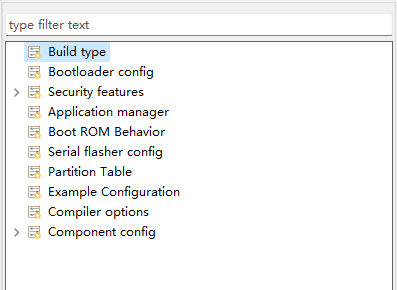 type filter text
Build type
Bootloader config
Security features
Application manager
Boot ROM Behavior
Serial flasher config
Partition Table
Example Configuration
Compiler options
Component config